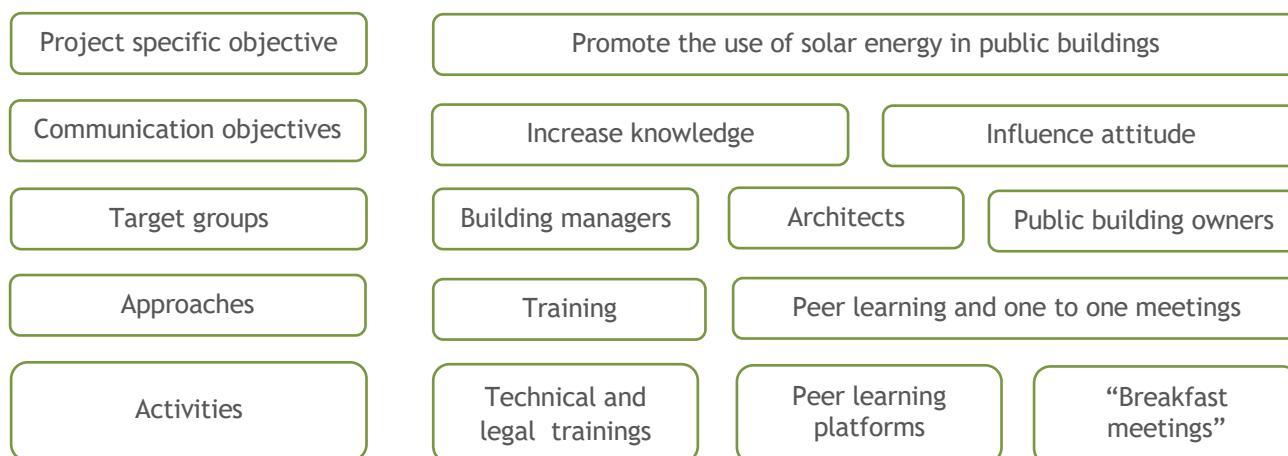 Project specific objective
Promote the use of solar energy in public buildings
Communication objectives
Increase knowledge
Influence attitude
Target groups
Building managers
Architects
Public building owners
Approaches
Training
Peer learning and one to one meetings
Activities
Technical and
legal trainings
Peer learning
platforms
“Breakfast
meetings”